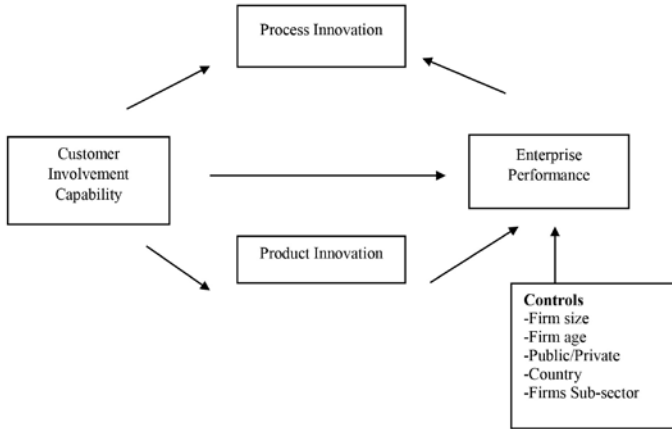 Process Innovation
Customer
Involvement
Capability
Enterprise
Performance
Product Innovation
Controls
-Firm size
-Firm age
-Public/Private
-Country
-Firms Sub-sector